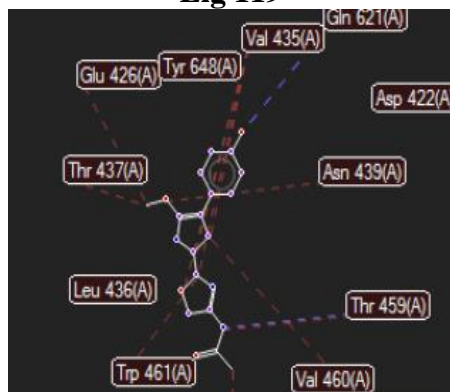 Lig 119
Gln 621(A)
Val 435(A)
Tyr 648(A)
Glu 426(A)
Asp 422(A)
Thr 437(A)
Asn 439(A)
Leu 436(A)
Thr 459(A)
Trp 461(A)
Val 460(A)